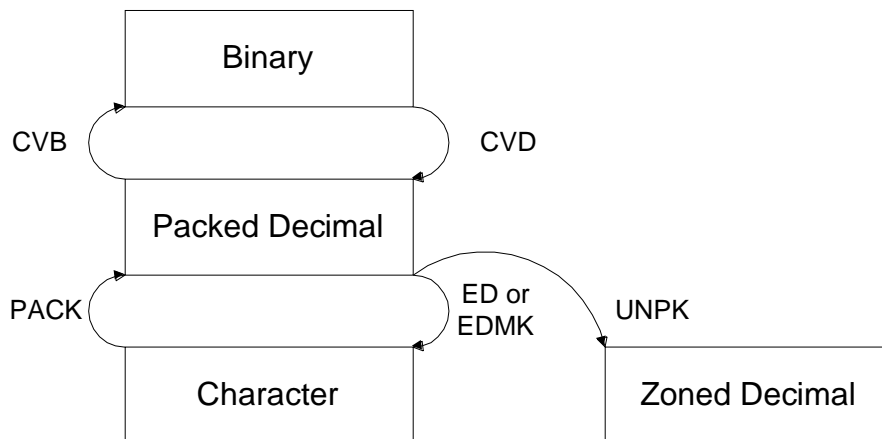 Binary
CVB
CVD
Packed Decimal
PACK
ED or
EDMK
UNPK
Character
Zoned Decimal